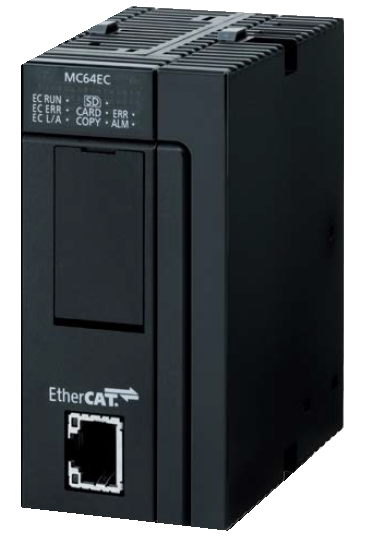 MC64EC
EC RUN SD
EC ERR CARD ERR
EC L/A COPY ALM
EtherCAT